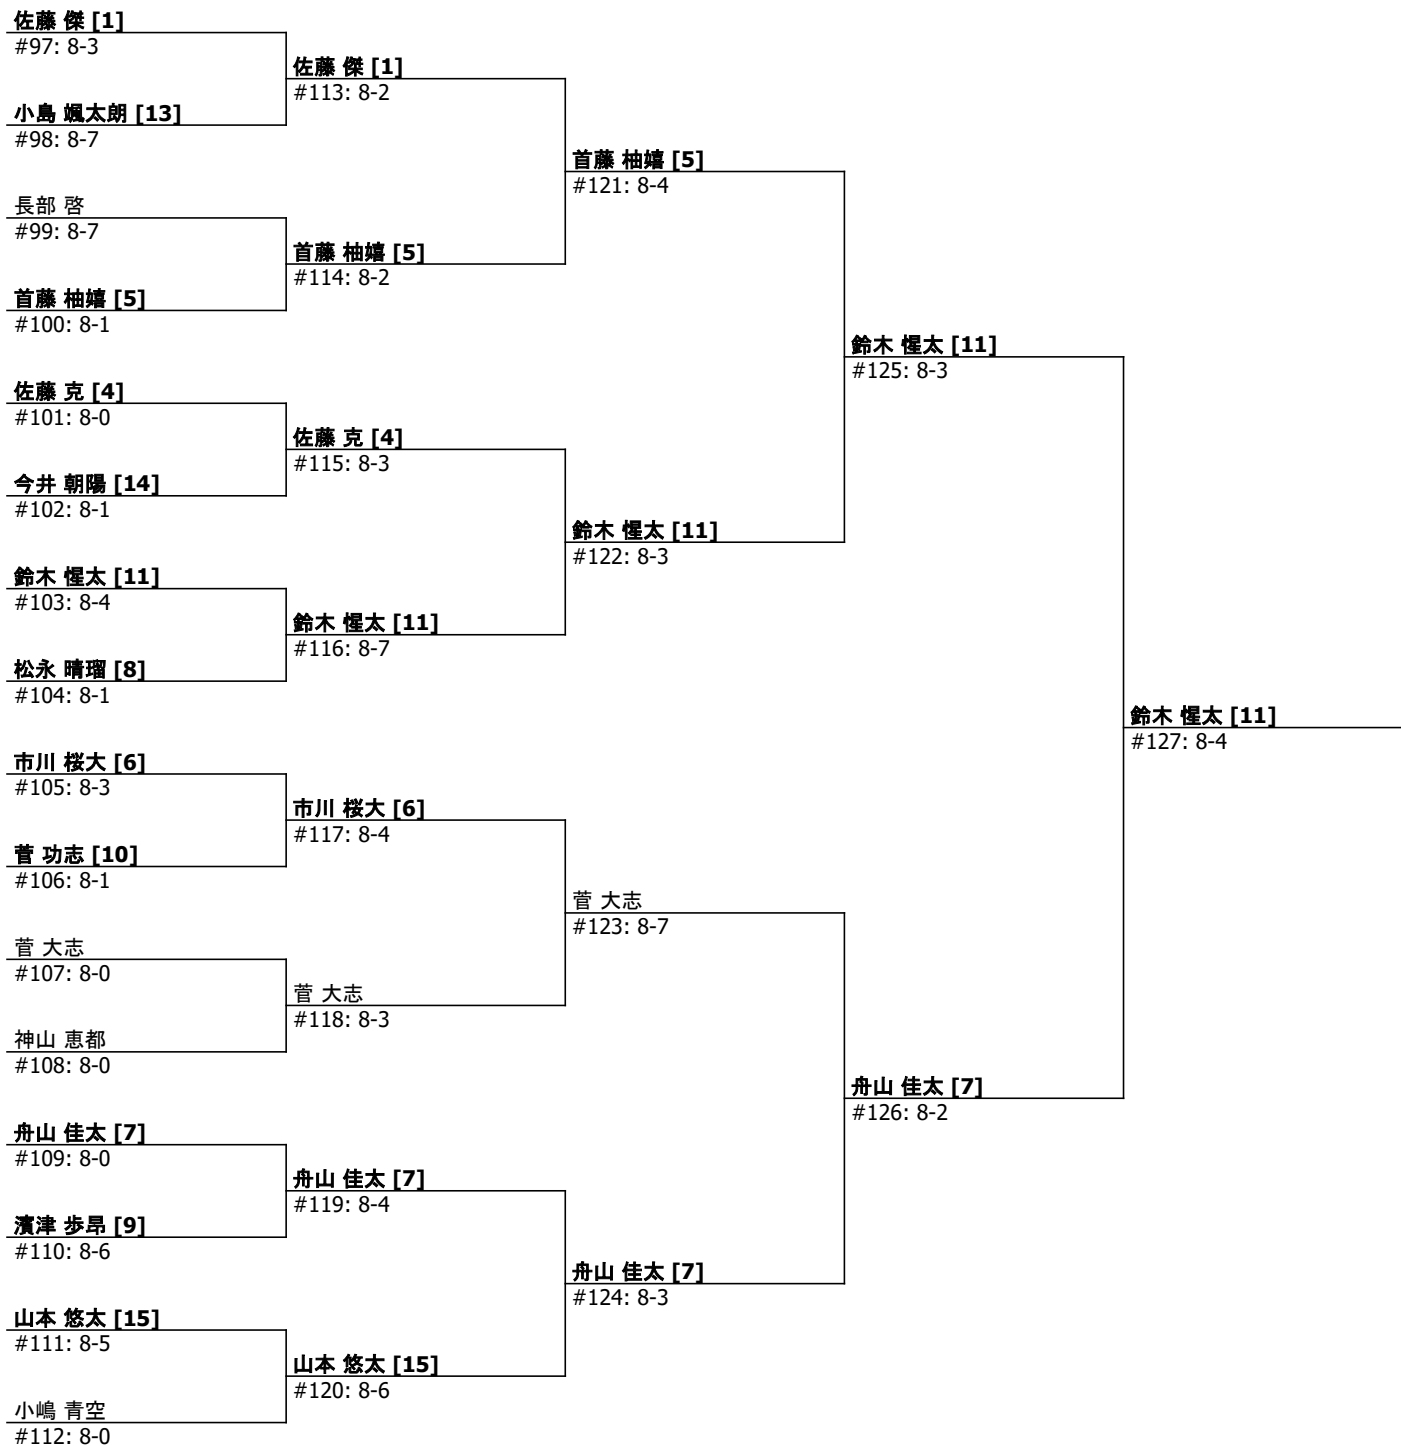 佐藤 傑 [1]
#97: 8-3
小島 颯太朗 [13]
#98: 8-7
長部 啓
#99: 8-7
首藤 柚嬉 [5]
#100: 8-1
佐藤 克 [4]
#101: 8-0
今井 朝陽 [14]
#102: 8-1
鈴木 惺太 [11]
#103: 8-4
松永 晴瑠 [8]
#104: 8-1
市川 桜大 [6]
#105: 8-3
菅 功志 [10]
#106: 8-1
菅 大志
#107: 8-0
神山 恵都
#108: 8-0
舟山 佳太 [7]
#109: 8-0
濱津 歩昂 [9]
#110: 8-6
山本 悠太 [15]
#111: 8-5
小嶋 青空
#112: 8-0
佐藤 傑 [1]
#113: 8-2
首藤 柚嬉 [5]
#114: 8-2
佐藤 克 [4]
#115: 8-3
鈴木 惺太 [11]
#116: 8-7
市川 桜大 [6]
#117: 8-4
菅 大志
#118: 8-3
舟山 佳太 [7]
#119: 8-4
山本 悠太 [15]
#120: 8-6
首藤 柚嬉 [5]
#121: 8-4
鈴木 惺太 [11]
#122: 8-3
菅 大志
#123: 8-7
舟山 佳太 [7]
#124: 8-3
鈴木 惺太 [11]
#125: 8-3
舟山 佳太 [7]
#126: 8-2
鈴木 惺太 [11]
#127: 8-4